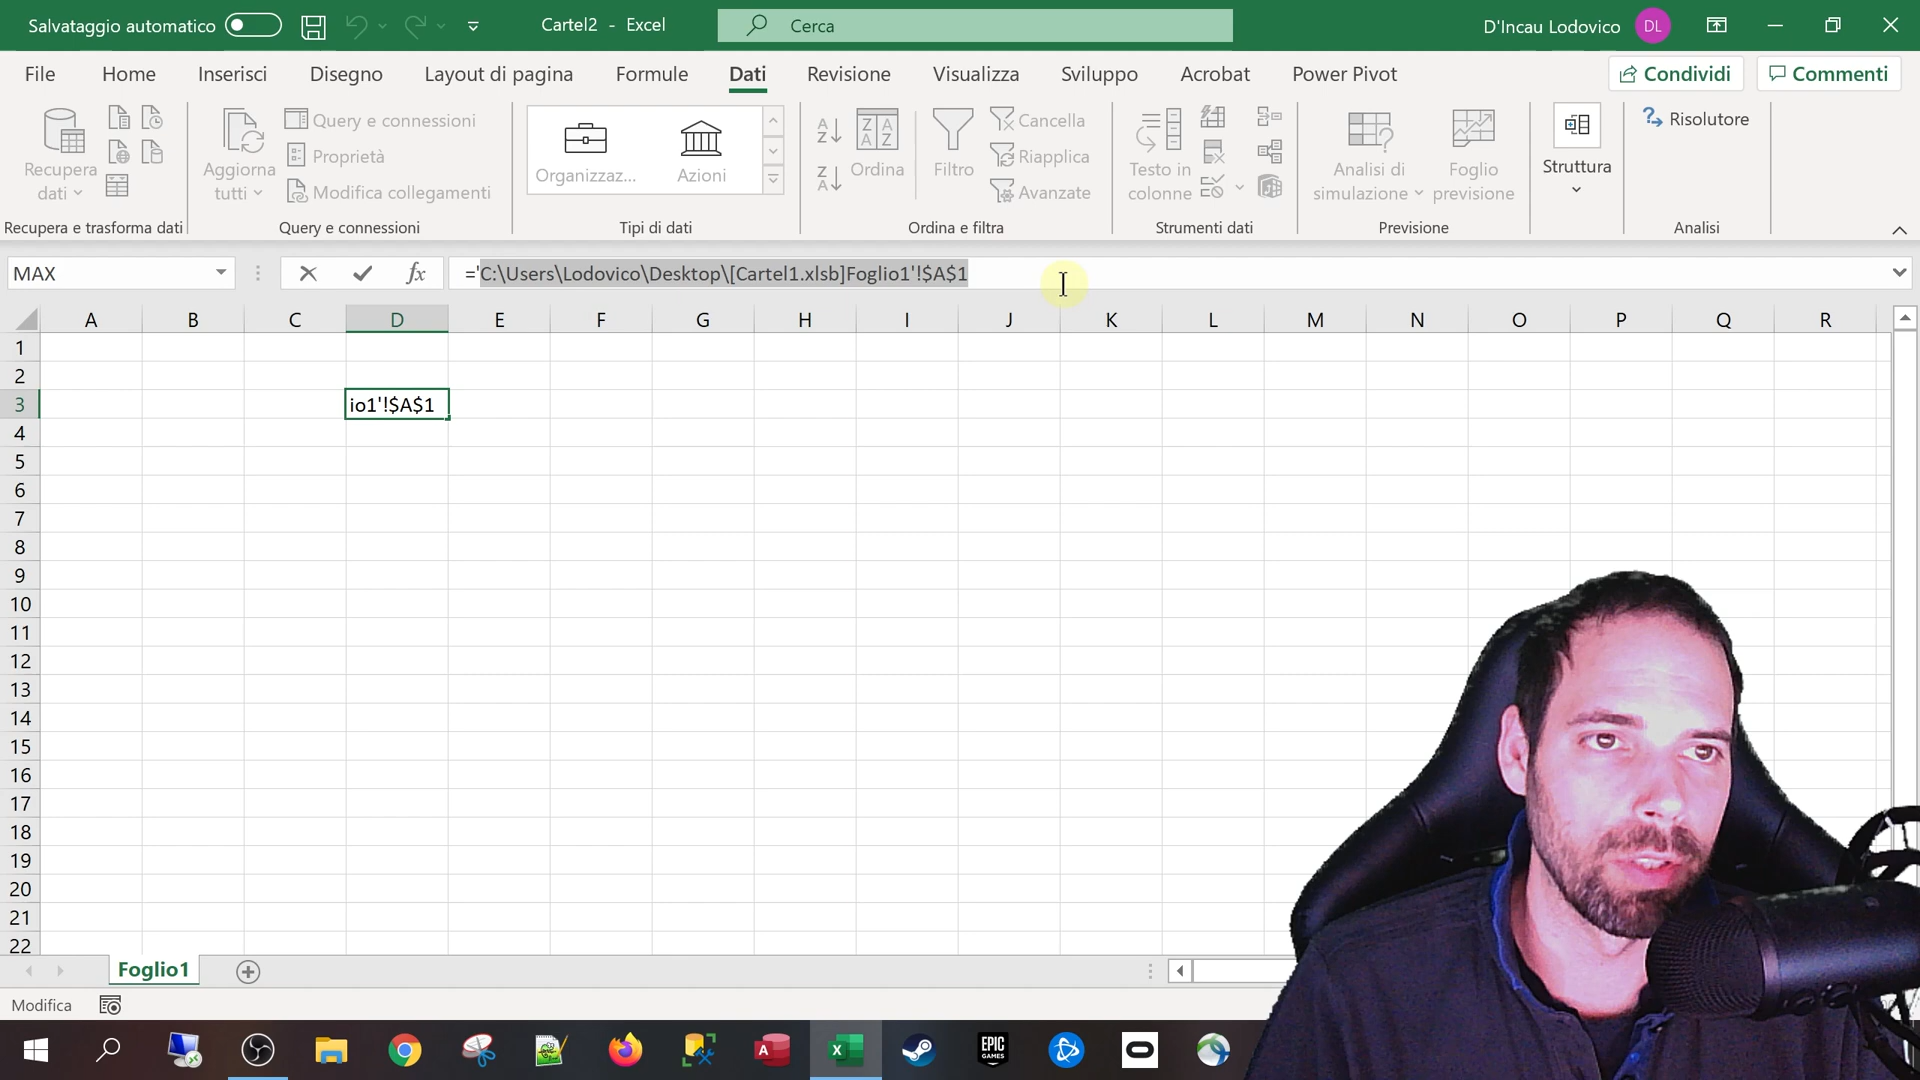 Salvataggio automatico
Cartel2 - Excel
Cerca
D'Incau Lodovico
DL
File
Home
Inserisci
Disegno
Layout di pagina
Formule
Dati
Revisione
Visualizza
Sviluppo
Acrobat
Power Pivot
Condividi
Commenti
Recupera
dati
Aggiorna
tutti
Query e connessioni
Proprietà
Modifica collegamenti
Organizzaz...
Azioni
Ordina
Filtro
Cancella
Riapplica
Avanzate
Testo in
colonne
Analisi di
simulazione
Foglio
previsione
Struttura
Risolutore
Recupera e trasforma dati
Query e connessioni
Tipi di dati
Ordina e filtra
Strumenti dati
Previsione
Analisi
MAX
fx
='C:\Users\Lodovico\Desktop\[Cartel1.xlsb]Foglio1'!$A$1
A B C D E F G H I J K L M N O P Q R
1
2
3 io1'!$A$1
4
5
6
7
8
9
10
11
12
13
14
15
16
17
18
19
20
21
22
Foglio1
Modifica
EPIC
GAMES